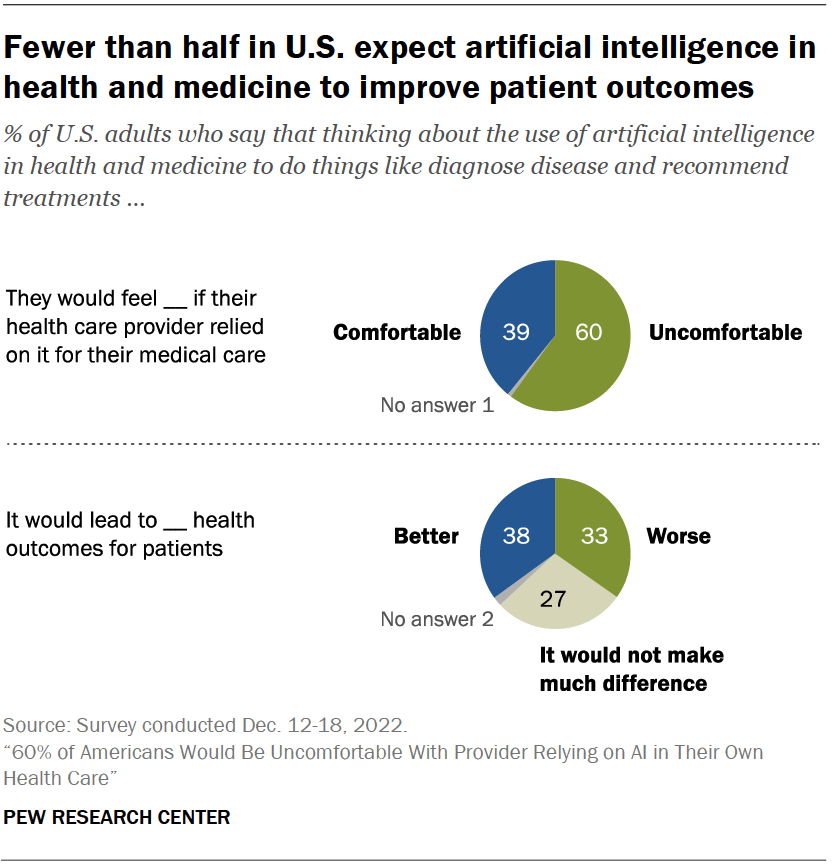 Fewer than half in U.S. expect artificial intelligence in
health and medicine to improve patient outcomes
% of U.S. adults who say that thinking about the use of artificial intelligence
in health and medicine to do things like diagnose disease and recommend
treatments ...
They would feel __ if their
health care provider relied
on it for their medical care
Comfortable
39
60
Uncomfortable
No answer 1
It would lead to __ health
outcomes for patients
Better
38
33
Worse
27
No answer 2
It would not make
much difference
Source: Survey conducted Dec. 12-18, 2022.
“60% of Americans Would Be Uncomfortable With Provider Relying on AI in Their Own
Health Care”
PEW RESEARCH CENTER